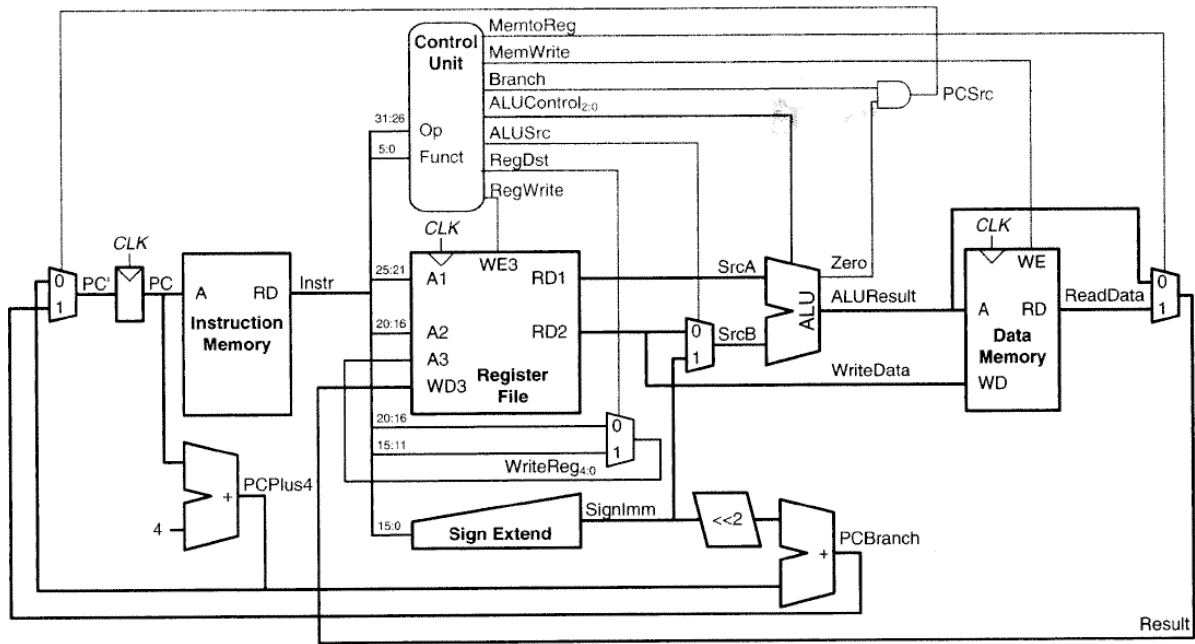 MemtoReg
Control
Unit
MemWrite
Branch
PCSrc
ALUControl2:0
31:26
Op
ALUSrc
5:0
Funct
RegDst
RegWrite
CLK
CLK
CLK
0
1
PC'
PC
A
RD
Instr
Instruction
Memory
25:21
A1
WE3
RD1
SrcA
Zero
WE
20:16
A2
RD2
0
1
SrcB
ALU
ALUResult
A
RD
ReadData
0
1
A3
Data
Memory
WD3
Register
File
WriteData
WD
20:16
0
15:11
1
WriteReg4:0
PCPlus4
+
4
15:0
Sign Extend
SignImm
<<2
+
PCBranch
Result